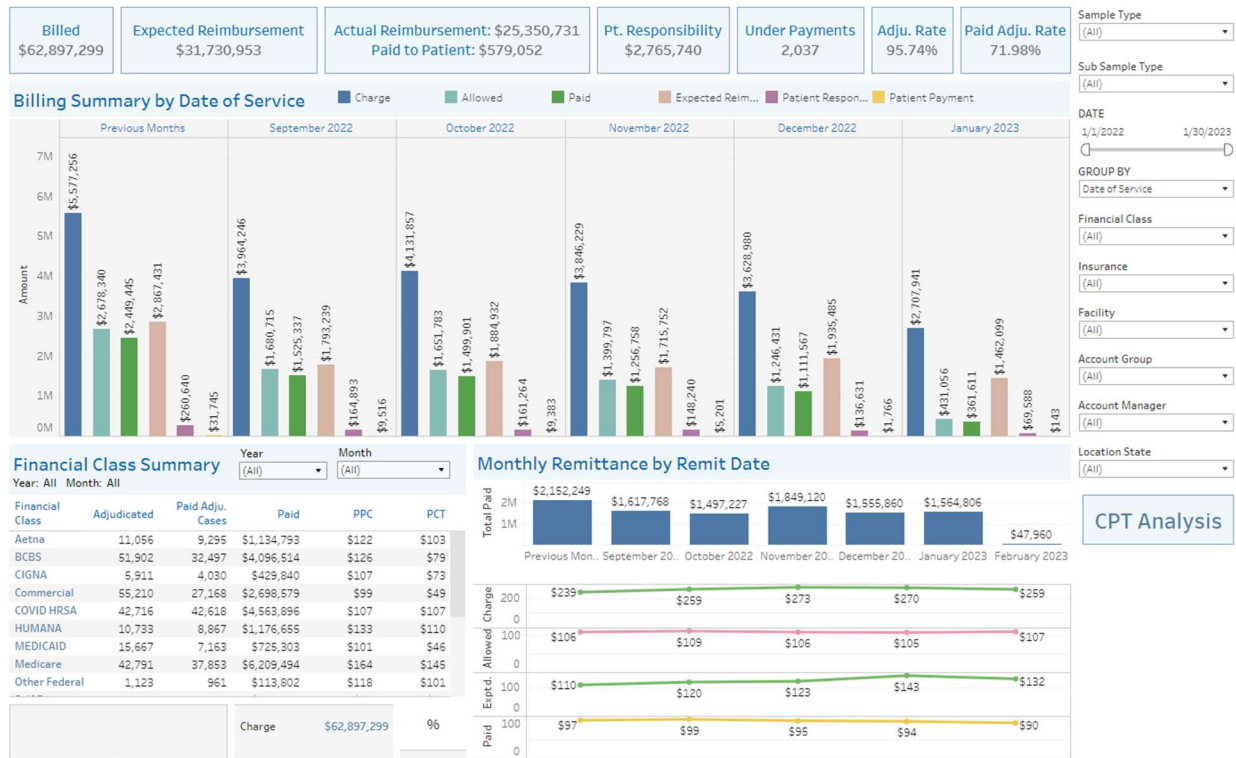 Billed
$62,897,299
Expected Reimbursement
$31,730,953
Actual Reimbursement: $25,350,731
Paid to Patient: $579,052
Pt. Responsibility
$2,765,740
Under Payments
2,037
Adju. Rate
95.74%
Paid Adju. Rate
71.98%
Sample Type
(All)
Sub Sample Type
(All)
DATE
1/1/2022 1/30/2023
GROUP BY
Date of Service
Financial Class
(All)
Insurance
(All)
Facility
(All)
Account Group
(All)
Account Manager
(All)
Location State
(All)
CPT Analysis
Billing Summary by Date of Service
Charge Allowed Paid Expected Reim... Patient Respon... Patient Payment
Previous Months September 2022 October 2022 November 2022 December 2022 January 2023
Amount
7M
6M
5M
4M
3M
2M
1M
0M
$5,577,256
$2,678,340
$2,449,445
$2,867,431
$260,640
$31,745
$3,964,246
$1,680,715
$1,525,337
$1,793,239
$164,893
$9,516
$4,131,857
$1,651,783
$1,499,901
$1,884,932
$161,264
$9,383
$3,846,229
$1,399,797
$1,256,758
$1,715,752
$148,240
$5,201
$3,628,980
$1,246,431
$1,111,567
$1,935,485
$136,631
$1,766
$2,707,941
$431,056
$361,611
$1,462,099
$69,588
$143
Financial Class Summary
Year: All Month: All
Year
(All)
Month
(All)
Financial Class Adjudicated Paid Adju. Cases Paid PPC PCT
Aetna 11,056 9,295 $1,134,793 $122 $103
BCBS 51,902 32,497 $4,096,514 $126 $79
CIGNA 5,911 4,030 $429,840 $107 $73
Commercial 55,210 27,168 $2,698,579 $99 $49
COVID HRSA 42,716 42,618 $4,563,896 $107 $107
HUMANA 10,733 8,867 $1,176,655 $133 $110
MEDICAID 15,667 7,163 $725,303 $101 $46
Medicare 42,791 37,853 $6,209,494 $164 $145
Other Federal 1,123 961 $113,802 $118 $101
Charge $62,897,299 %
Monthly Remittance by Remit Date
Total Paid
2M
1M
$2,152,249 $1,617,768 $1,497,227 $1,849,120 $1,555,860 $1,564,806 $47,960
Previous Mon.. September 20.. October 2022 November 20.. December 20.. January 2023 February 2023
Charge
200
0
$239 $259 $273 $270 $259
Allowed
100
0
$106 $109 $106 $105 $107
Exptd.
100
0
$110 $120 $123 $143 $132
Paid
100
0
$97 $99 $95 $94 $90